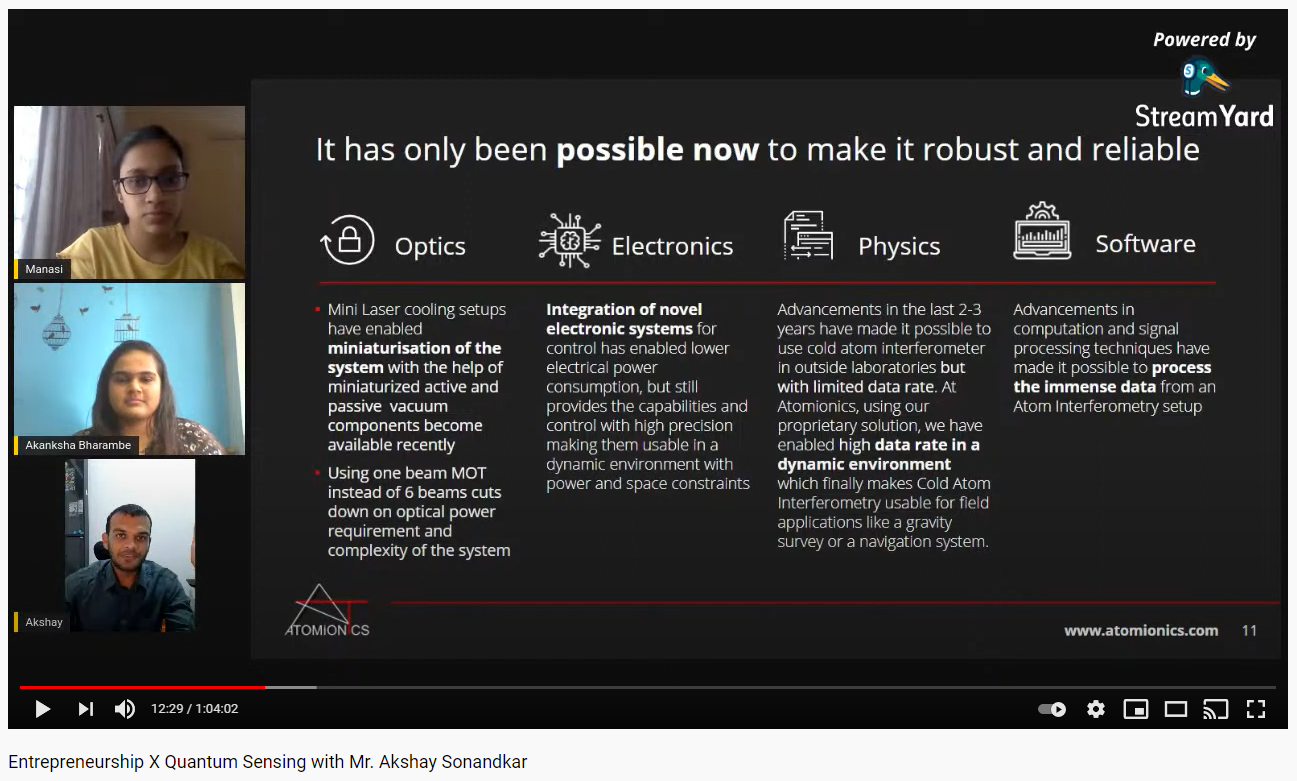 Powered by
StreamYard
It has only been possible now to make it robust and reliable
Manasi
Akanksha Bharambe
Akshay
Optics
Mini Laser cooling setups
have enabled
miniaturisation of the
system with the help of
miniaturized active and
passive vacuum
components become
available recently
Using one beam MOT
instead of 6 beams cuts
down on optical power
requirement and
complexity of the system
Electronics
Integration of novel
electronic systems for
control has enabled lower
electrical power
consumption, but still
provides the capabilities and
control with high precision
making them usable in a
dynamic environment with
power and space constraints
Physics
Advancements in the last 2-3
years have made it possible to
use cold atom interferometer
in outside laboratories but
with limited data rate. At
Atomionics, using our
proprietary solution, we have
enabled high data rate in a
dynamic environment
which finally makes Cold Atom
Interferometry usable for field
applications like a gravity
survey or a navigation system.
Software
Advancements in
computation and signal
processing techniques have
made it possible to process
the immense data from an
Atom Interferometry setup
ATOMIONICS
www.atomionics.com 11
12:29 / 1:04:02
Entrepreneurship X Quantum Sensing with Mr. Akshay Sonandkar